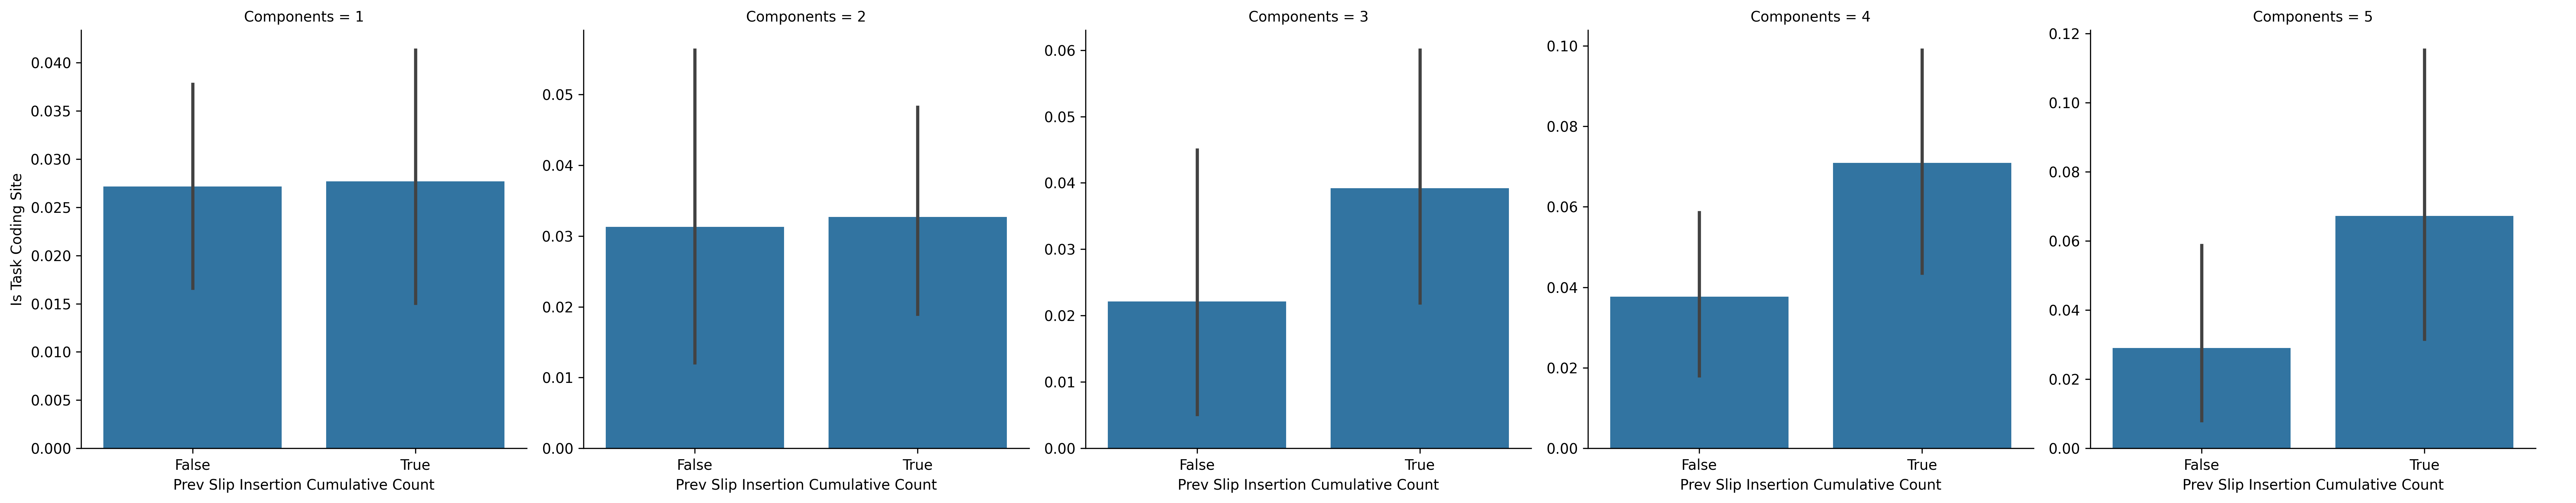 Components = 1
Is Task Coding Site
0.040
0.035
0.030
0.025
0.020
0.015
0.010
0.005
0.000
False
True
Prev Slip Insertion Cumulative Count
Components = 2
0.05
0.04
0.03
0.02
0.01
0.00
False
True
Prev Slip Insertion Cumulative Count
Components = 3
0.06
0.05
0.04
0.03
0.02
0.01
0.00
False
True
Prev Slip Insertion Cumulative Count
Components = 4
0.10
0.08
0.06
0.04
0.02
0.00
False
True
Prev Slip Insertion Cumulative Count
Components = 5
0.12
0.10
0.08
0.06
0.04
0.02
0.00
False
True
Prev Slip Insertion Cumulative Count